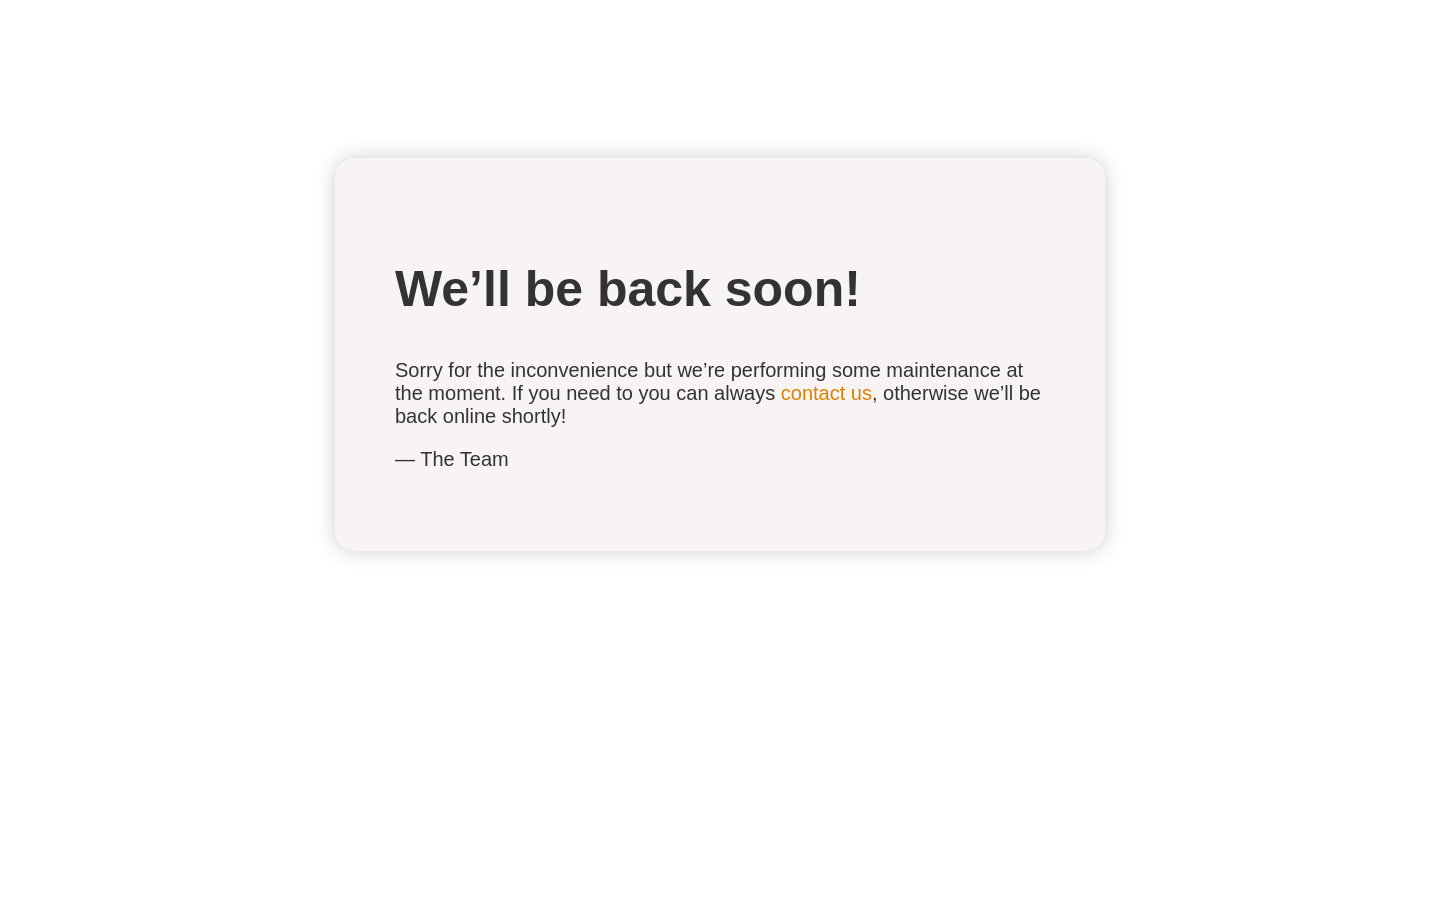 We’ll be back soon!
Sorry for the inconvenience but we’re performing some maintenance at
the moment. If you need to you can always contact us, otherwise we’ll be
back online shortly!
— The Team